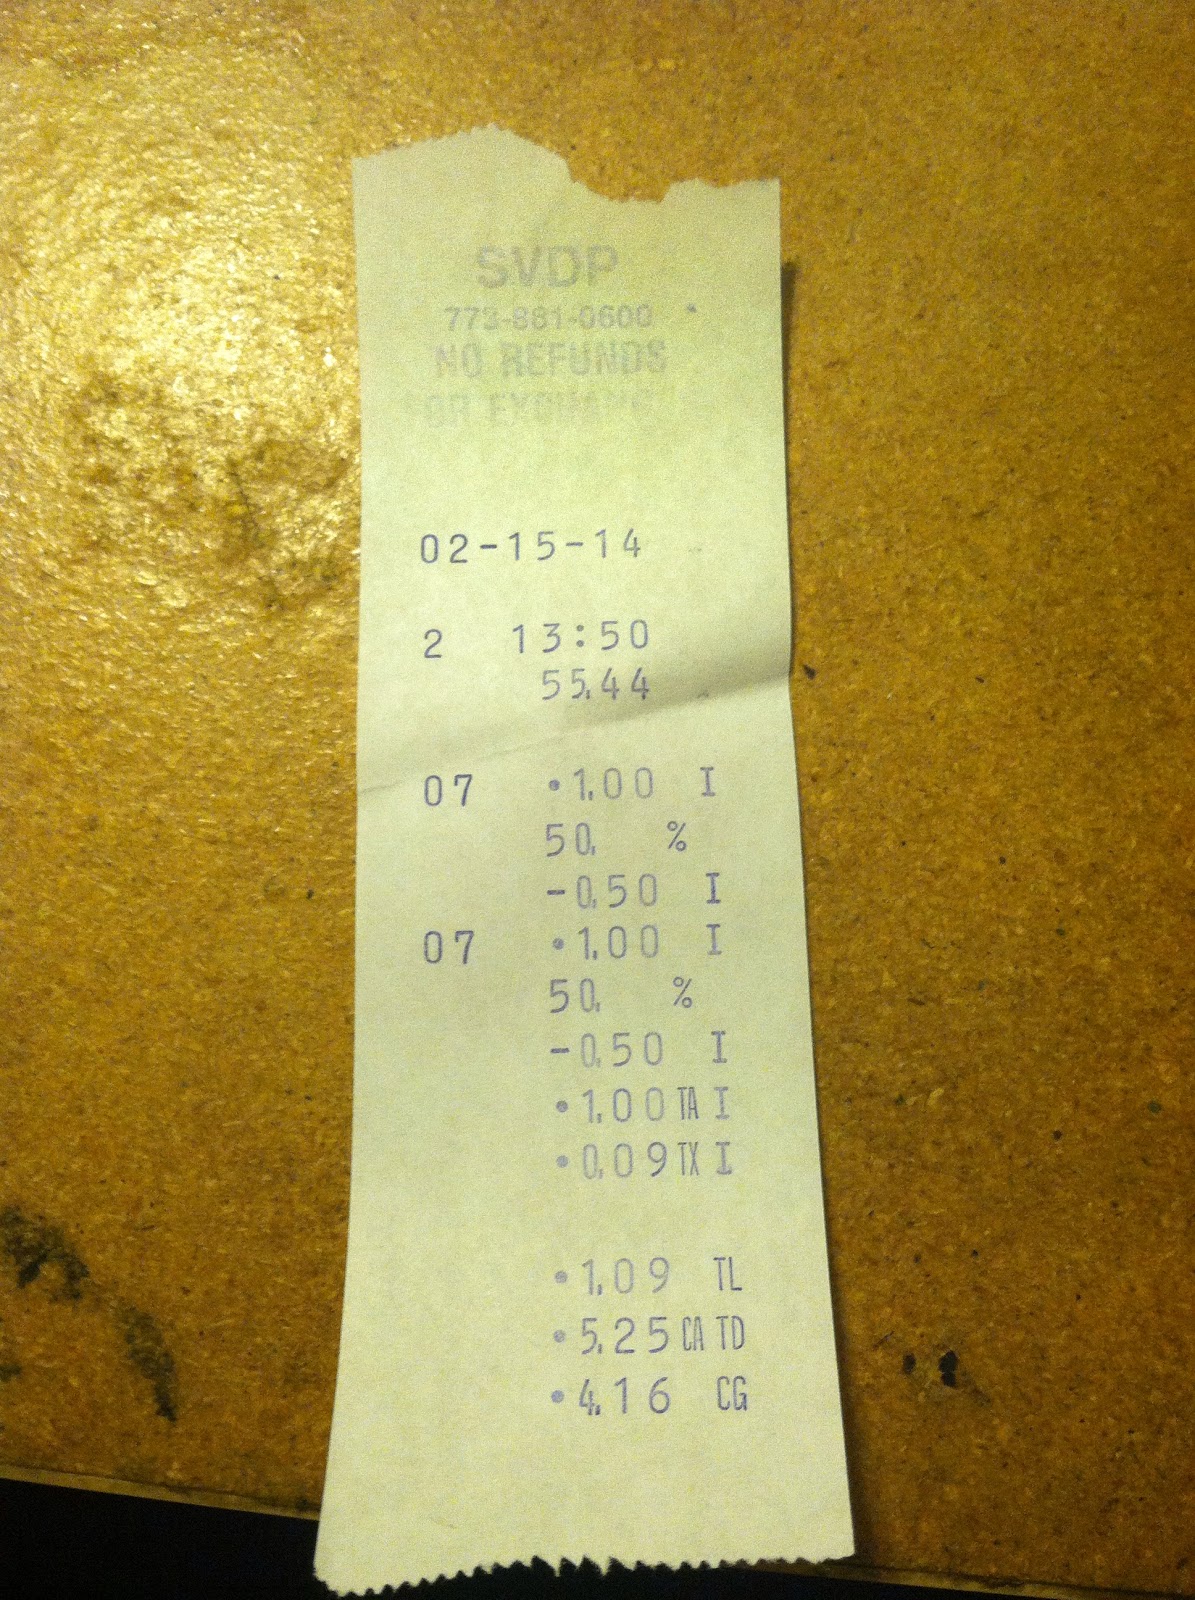 SVDP
773-881-0600
NO REFUNDS
OR EXCHANG
02-15-14
2 13:50
55.44
07 •1.00 I
50. %
-0.50 I
07 •1.00 I
50. %
-0.50 I
•1.00 TA I
•0.09 TX I
•1.09 TL
•5.25 CA TD
•4.16 CG